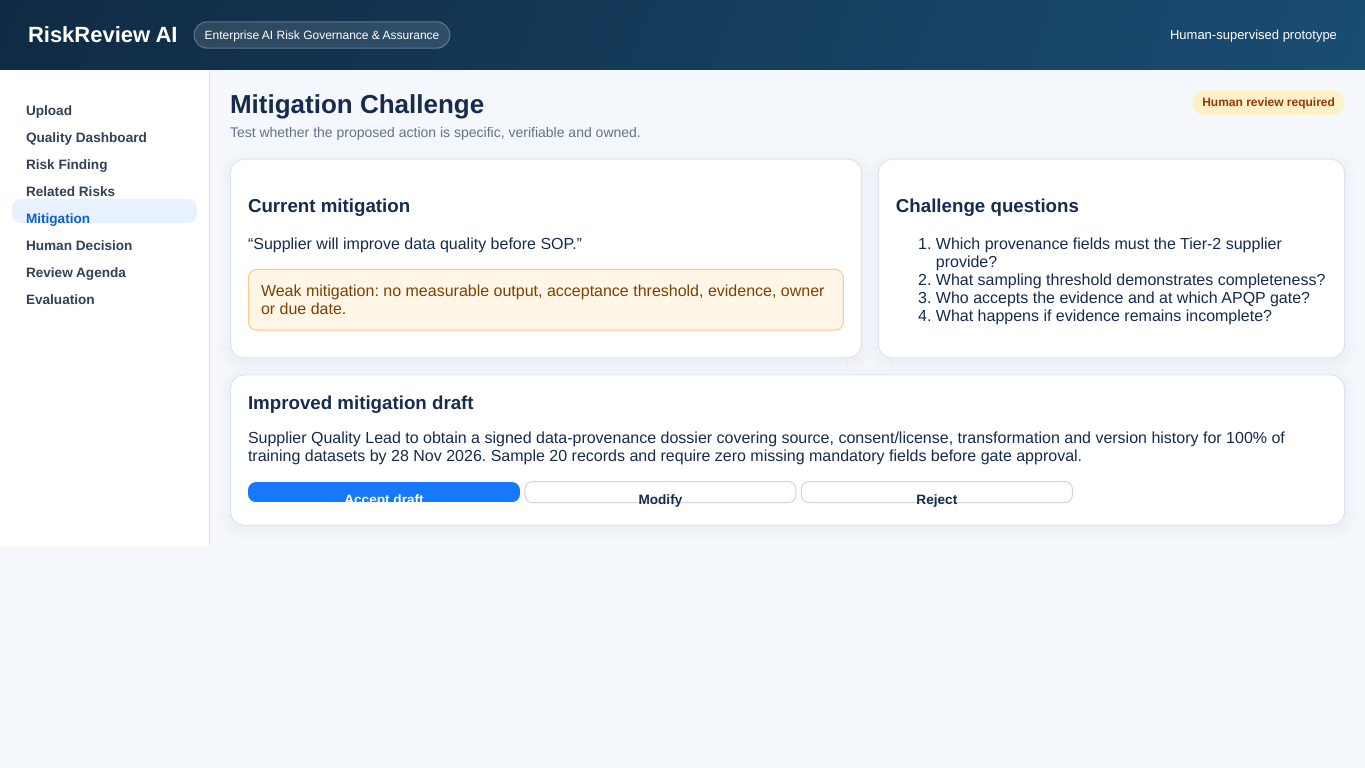 RiskReview AI
Enterprise AI Risk Governance & Assurance
Human-supervised prototype
Upload
Quality Dashboard
Risk Finding
Related Risks
Mitigation
Human Decision
Review Agenda
Evaluation
Mitigation Challenge
Human review required
Test whether the proposed action is specific, verifiable and owned.
Current mitigation
“Supplier will improve data quality before SOP.”
Weak mitigation: no measurable output, acceptance threshold, evidence, owner
or due date.
Challenge questions
1. Which provenance fields must the Tier-2 supplier
provide?
2. What sampling threshold demonstrates completeness?
3. Who accepts the evidence and at which APQP gate?
4. What happens if evidence remains incomplete?
Improved mitigation draft
Supplier Quality Lead to obtain a signed data-provenance dossier covering source, consent/license, transformation and version history for 100% of
training datasets by 28 Nov 2026. Sample 20 records and require zero missing mandatory fields before gate approval.
Accept draft
Modify
Reject